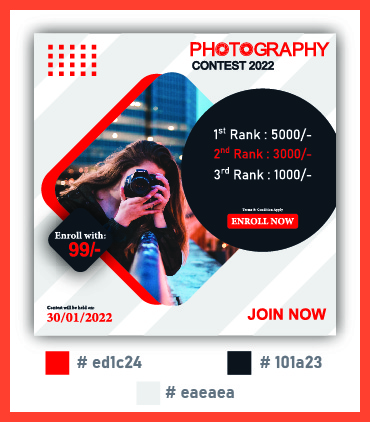 PHOTOGRAPHY
CONTEST 2022
1st Rank : 5000/-
2nd Rank : 3000/-
3rd Rank : 1000/-
Terms & Condition Apply
ENROLL NOW
Enroll with:
99/-
Contest will be held on:
30/01/2022
JOIN NOW
# ed1c24
# 101a23
# eaeaea